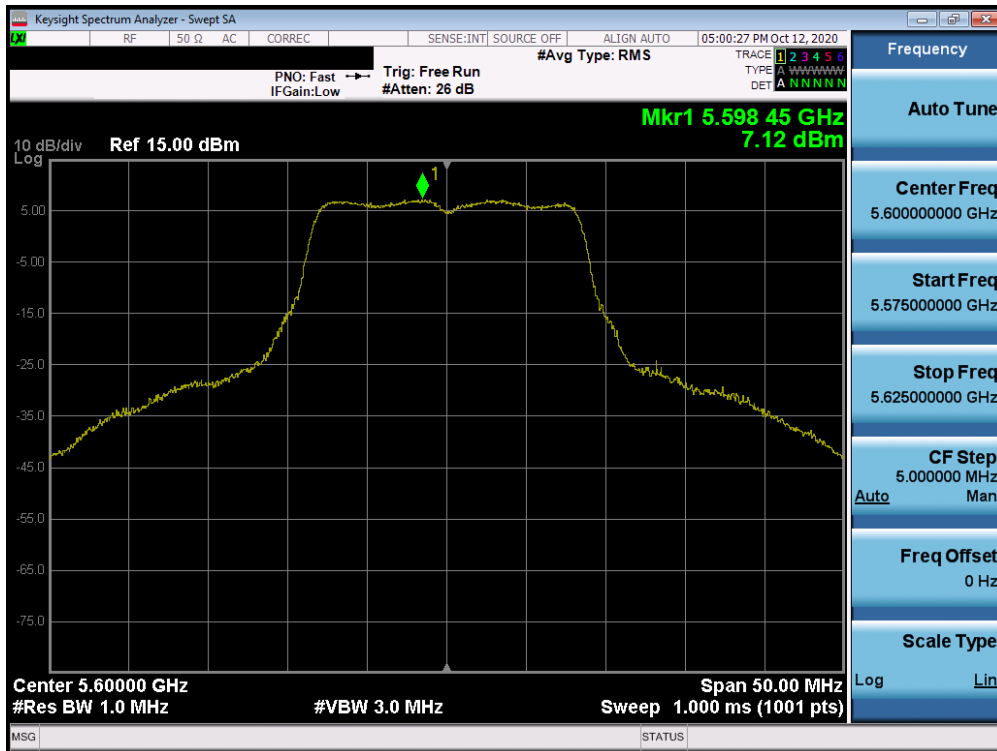 Keysight Spectrum Analyzer - Swept SA
LXI RF 50 Ω AC CORREC SENSE:INT SOURCE OFF ALIGN AUTO 05:00:27 PM Oct 12, 2020
PNO: Fast Trig: Free Run #Avg Type: RMS TRACE 1 2 3 4 5 6
IFGain:Low #Atten: 26 dB TYPE A WWWWW
DET A N N N N N
Mkr1 5.598 45 GHz
7.12 dBm
10 dB/div Ref 15.00 dBm
Log
1
5.00
-5.00
-15.0
-25.0
-35.0
-45.0
-55.0
-65.0
-75.0
Center 5.60000 GHz Span 50.00 MHz
#Res BW 1.0 MHz #VBW 3.0 MHz Sweep 1.000 ms (1001 pts)
MSG STATUS
Frequency
Auto Tune
Center Freq
5.600000000 GHz
Start Freq
5.575000000 GHz
Stop Freq
5.625000000 GHz
CF Step
5.000000 MHz
Auto Man
Freq Offset
0 Hz
Scale Type
Log Lin